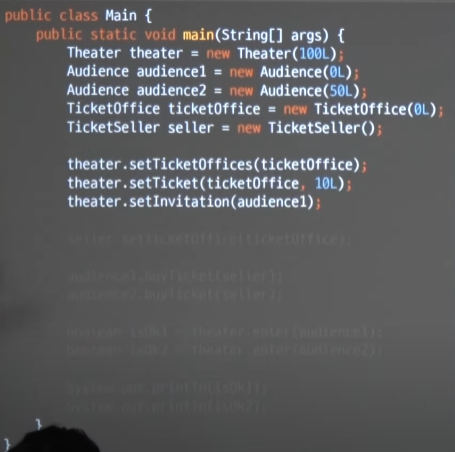 public class Main {
public static void main(String[] args) {
Theater theater = new Theater(100L);
Audience audience1 = new Audience(0L);
Audience audience2 = new Audience(50L);
TicketOffice ticketOffice = new TicketOffice(0L);
TicketSeller seller = new TicketSeller();
theater.setTicketOffices(ticketOffice);
theater.setTicket(ticketOffice, 10L);
theater.setInvitation(audience1);
seller.setTicketOffice(ticketOffice);
audience1.buyTicket(seller);
audience2.buyTicket(seller);
boolean isOk1 = theater.enter(audience1);
boolean isOk2 = theater.enter(audience2);
System.out.println(isOk1);
System.out.println(isOk2);
}
}